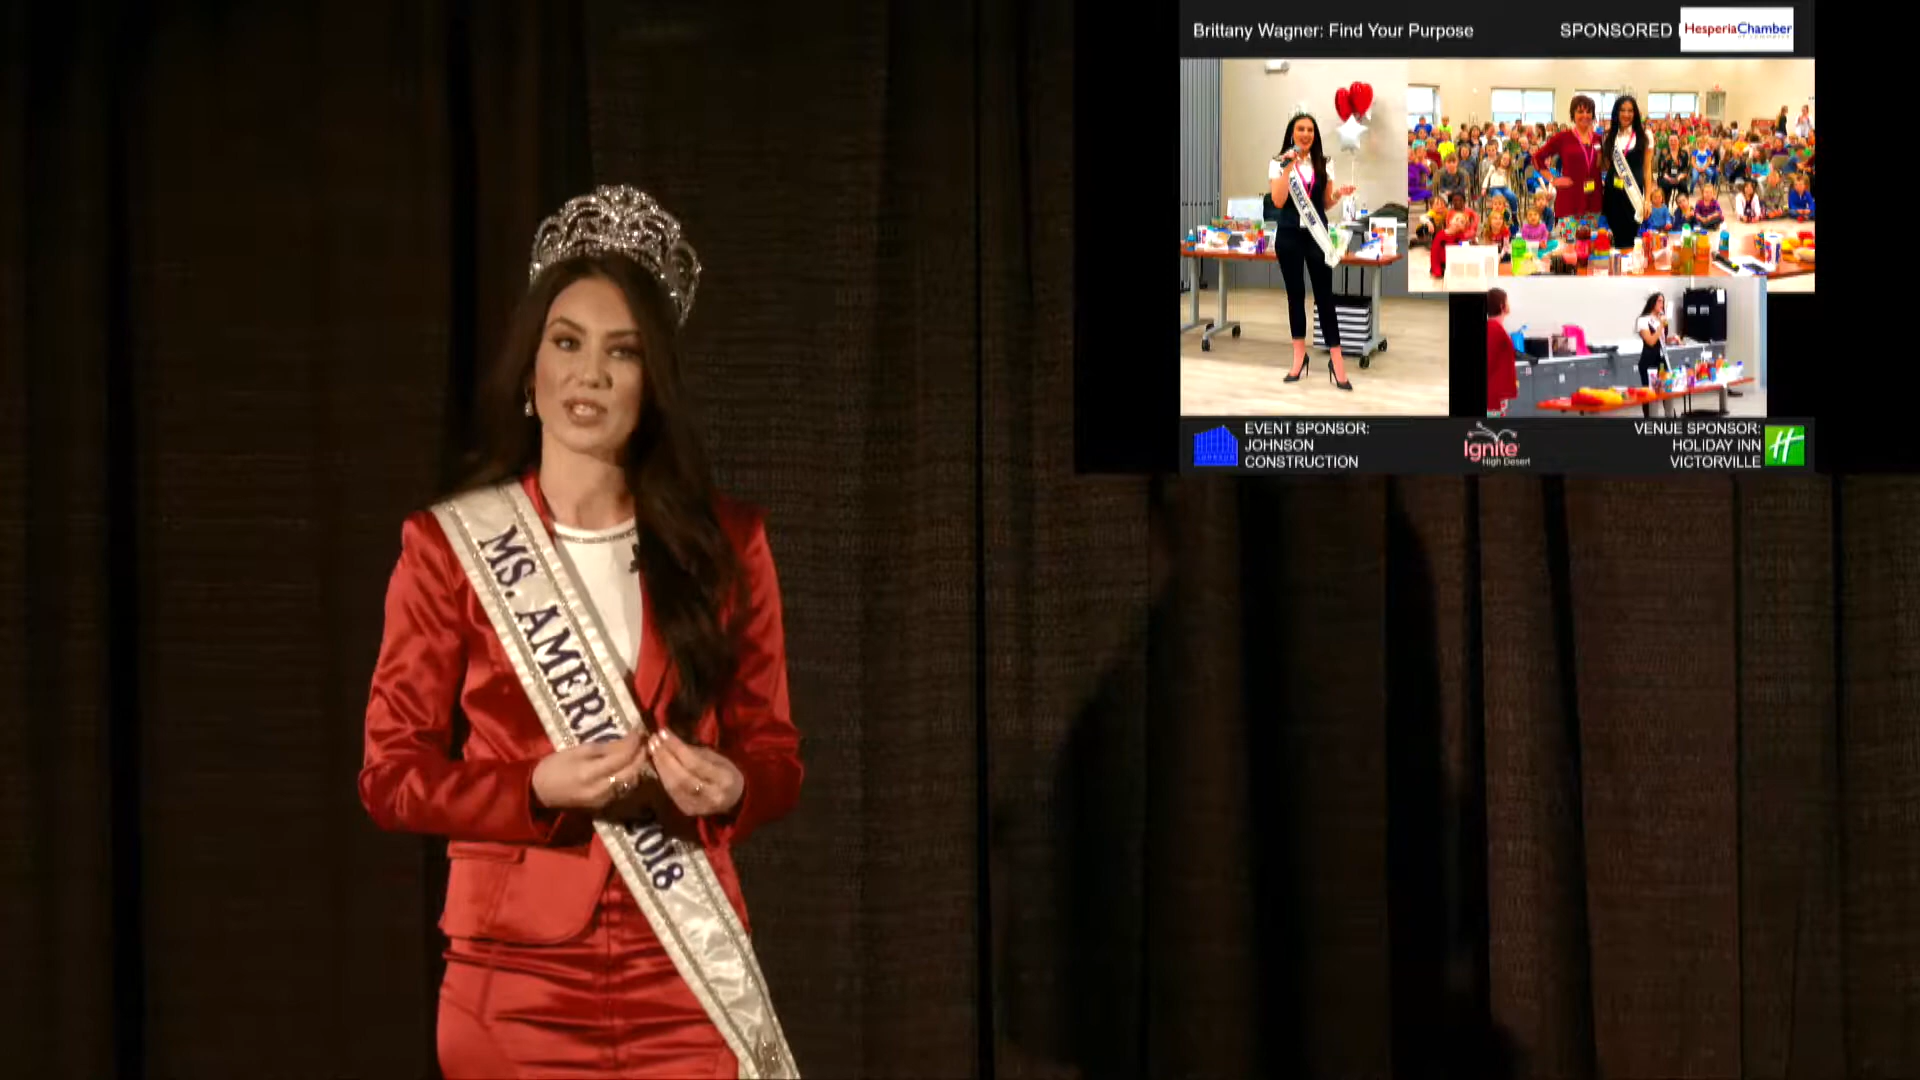 Brittany Wagner: Find Your Purpose
SPONSORED
HesperiaChamber
MS. AMERIC
2018
EVENT SPONSOR:
JOHNSON
CONSTRUCTION
Ignite
High Desert
VENUE SPONSOR:
HOLIDAY INN
VICTORVILLE
H